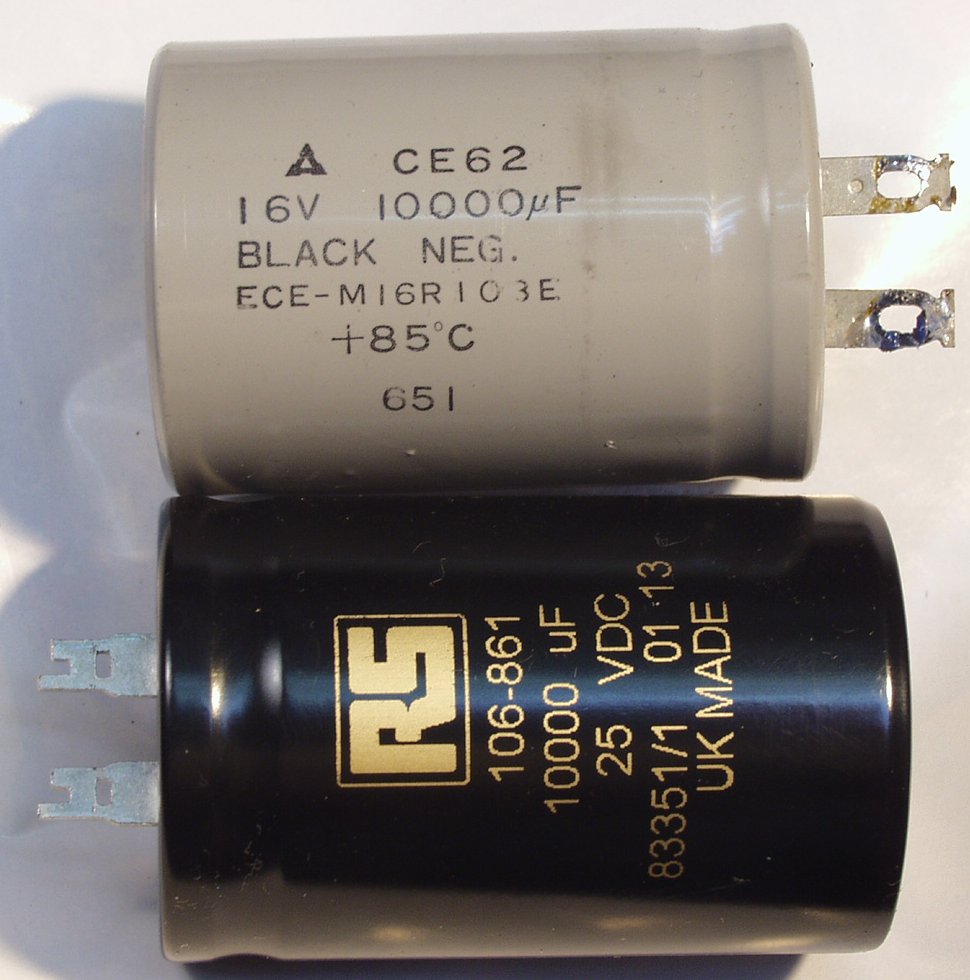 CE62
16V 10000µF
BLACK NEG.
ECE-M16R103E
+85°C
651
RS
106-861
10000 uF
25 VDC
83351/1 01 13
UK MADE